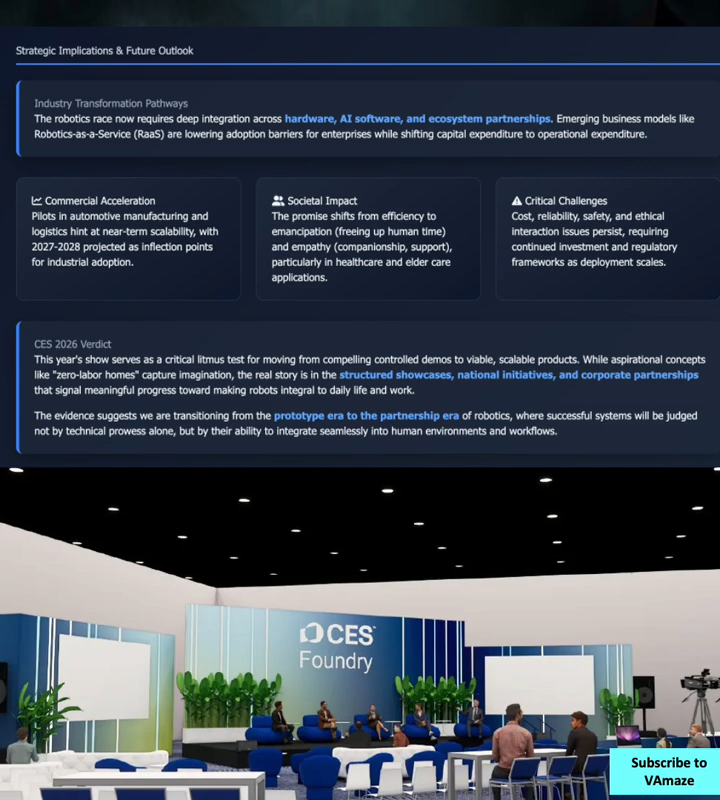 Strategic Implications & Future Outlook
Industry Transformation Pathways
The robotics race now requires deep integration across hardware, AI software, and ecosystem partnerships. Emerging business models like
Robotics-as-a-Service (RaaS) are lowering adoption barriers for enterprises while shifting capital expenditure to operational expenditure.
Commercial Acceleration
Pilots in automotive manufacturing and
logistics hint at near-term scalability, with
2027-2028 projected as inflection points
for industrial adoption.
Societal Impact
The promise shifts from efficiency to
emancipation (freeing up human time)
and empathy (companionship, support),
particularly in healthcare and elder care
applications.
Critical Challenges
Cost, reliability, safety, and ethical
interaction issues persist, requiring
continued investment and regulatory
frameworks as deployment scales.
CES 2026 Verdict
This year's show serves as a critical litmus test for moving from compelling controlled demos to viable, scalable products. While aspirational concepts
like "zero-labor homes" capture imagination, the real story is in the structured showcases, national initiatives, and corporate partnerships
that signal meaningful progress toward making robots integral to daily life and work.
The evidence suggests we are transitioning from the prototype era to the partnership era of robotics, where successful systems will be judged
not by technical prowess alone, but by their ability to integrate seamlessly into human environments and workflows.
CES
Foundry
Subscribe to
VAmaze